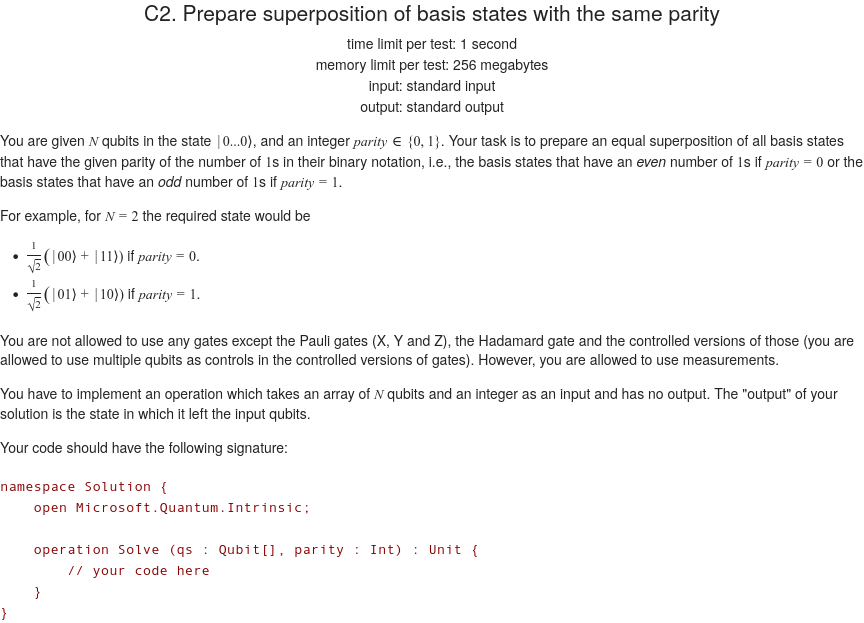 C2. Prepare superposition of basis states with the same parity
time limit per test: 1 second
memory limit per test: 256 megabytes
input: standard input
output: standard output
You are given N qubits in the state |0...0⟩, and an integer parity ∈ {0, 1}. Your task is to prepare an equal superposition of all basis states
that have the given parity of the number of 1s in their binary notation, i.e., the basis states that have an even number of 1s if parity = 0 or the
basis states that have an odd number of 1s if parity = 1.
For example, for N = 2 the required state would be
• 1/√2 (|00⟩ + |11⟩) if parity = 0.
• 1/√2 (|01⟩ + |10⟩) if parity = 1.
You are not allowed to use any gates except the Pauli gates (X, Y and Z), the Hadamard gate and the controlled versions of those (you are
allowed to use multiple qubits as controls in the controlled versions of gates). However, you are allowed to use measurements.
You have to implement an operation which takes an array of N qubits and an integer as an input and has no output. The "output" of your
solution is the state in which it left the input qubits.
Your code should have the following signature:
namespace Solution {
    open Microsoft.Quantum.Intrinsic;
    operation Solve (qs : Qubit[], parity : Int) : Unit {
        // your code here
    }
}